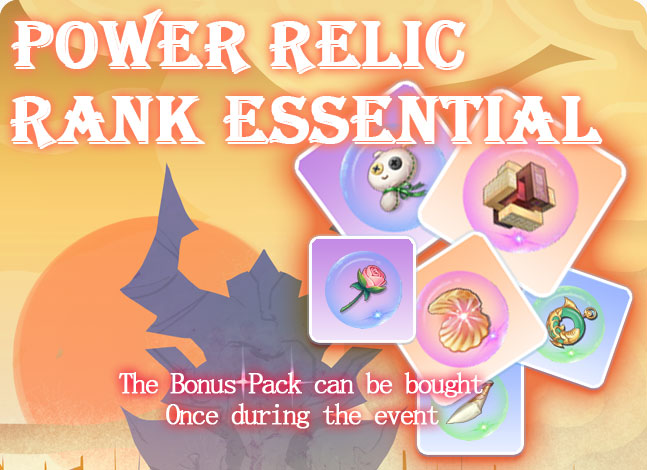 POWER RELIC
RANK ESSENTIAL
The Bonus Pack can be bought
Once during the event